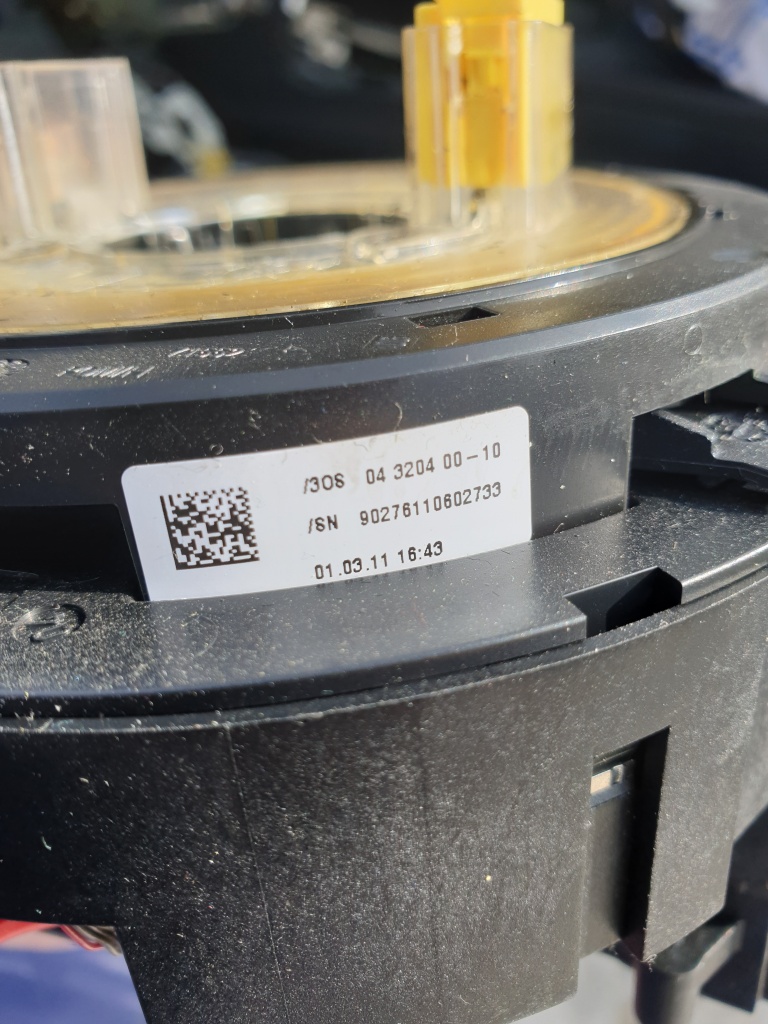 /3OS 04 3204 00-10
/SN 90276110602733
01.03.11 16:43